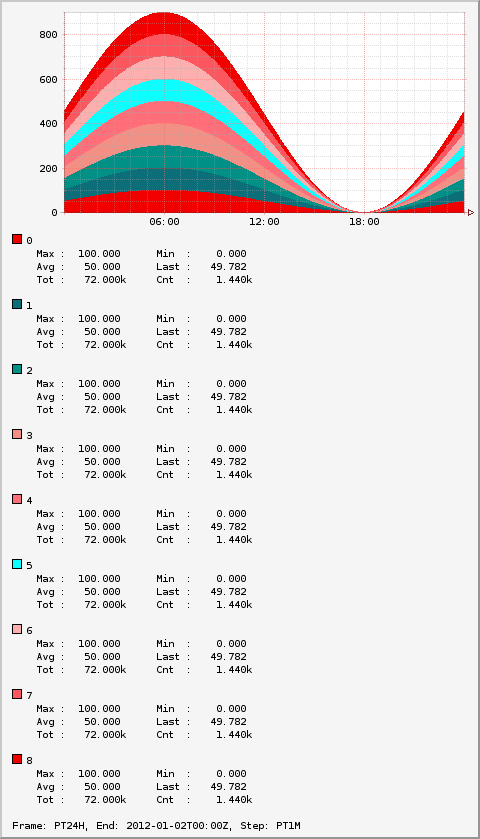 800
600
400
200
0
06:00 12:00 18:00
0
Max : 100.000 Min : 0.000
Avg : 50.000 Last : 49.782
Tot : 72.000k Cnt : 1.440k
1
Max : 100.000 Min : 0.000
Avg : 50.000 Last : 49.782
Tot : 72.000k Cnt : 1.440k
2
Max : 100.000 Min : 0.000
Avg : 50.000 Last : 49.782
Tot : 72.000k Cnt : 1.440k
3
Max : 100.000 Min : 0.000
Avg : 50.000 Last : 49.782
Tot : 72.000k Cnt : 1.440k
4
Max : 100.000 Min : 0.000
Avg : 50.000 Last : 49.782
Tot : 72.000k Cnt : 1.440k
5
Max : 100.000 Min : 0.000
Avg : 50.000 Last : 49.782
Tot : 72.000k Cnt : 1.440k
6
Max : 100.000 Min : 0.000
Avg : 50.000 Last : 49.782
Tot : 72.000k Cnt : 1.440k
7
Max : 100.000 Min : 0.000
Avg : 50.000 Last : 49.782
Tot : 72.000k Cnt : 1.440k
8
Max : 100.000 Min : 0.000
Avg : 50.000 Last : 49.782
Tot : 72.000k Cnt : 1.440k
Frame: PT24H, End: 2012-01-02T00:00Z, Step: PT1M